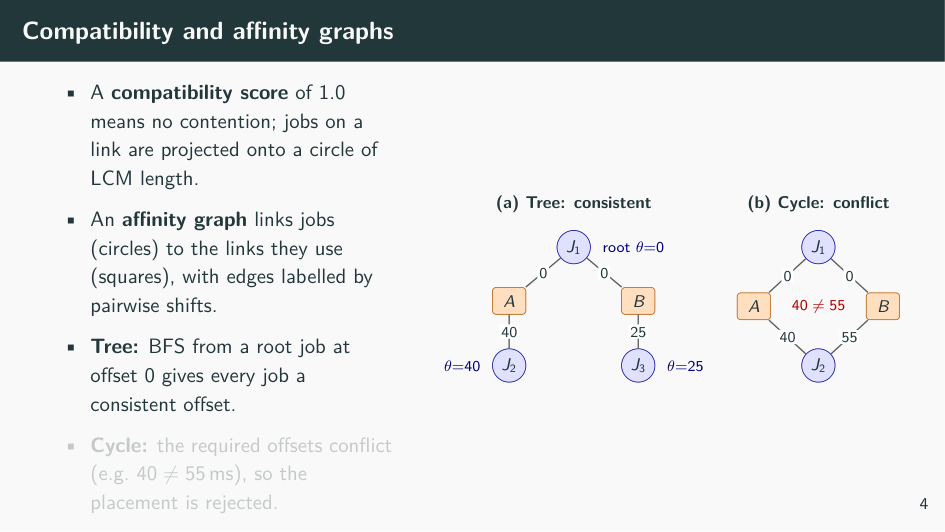 Compatibility and affinity graphs
▪ A compatibility score of 1.0
means no contention; jobs on a
link are projected onto a circle of
LCM length.
▪ An affinity graph links jobs
(circles) to the links they use
(squares), with edges labelled by
pairwise shifts.
▪ Tree: BFS from a root job at
offset 0 gives every job a
consistent offset.
▪ Cycle: the required offsets conflict
(e.g. 40 ≠ 55 ms), so the
placement is rejected.
(a) Tree: consistent
J₁ root θ=0
0 0
A B
40 25
θ=40 J₂ J₃ θ=25
(b) Cycle: conflict
J₁
0 0
A 40 ≠ 55 B
40 55
J₂
4